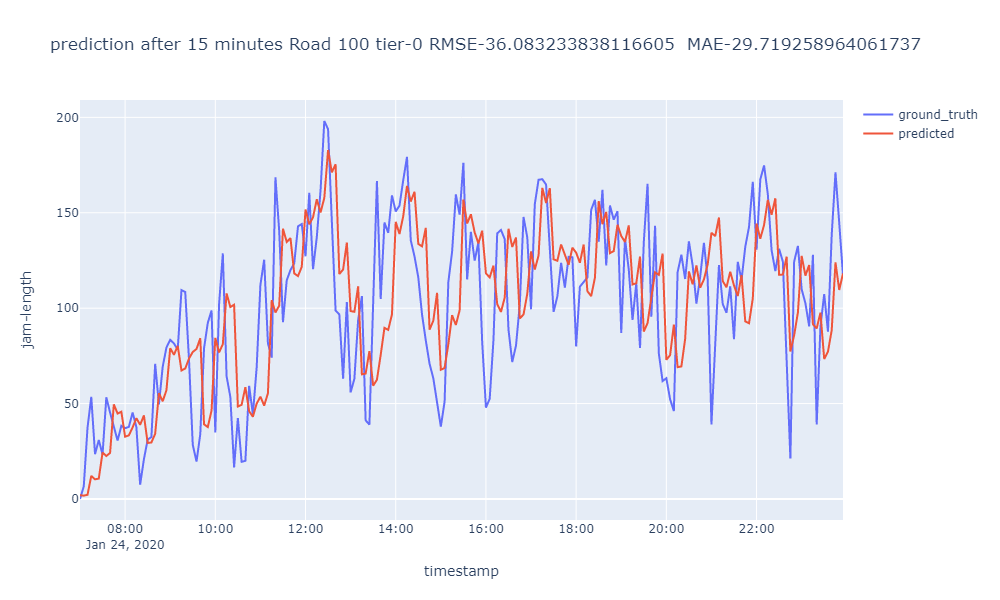 prediction after 15 minutes Road 100 tier-0 RMSE-36.083233838116605  MAE-29.719258964061737
ground_truth
predicted
jam-length
200
150
100
50
0
08:00 10:00 12:00 14:00 16:00 18:00 20:00 22:00
Jan 24, 2020
timestamp